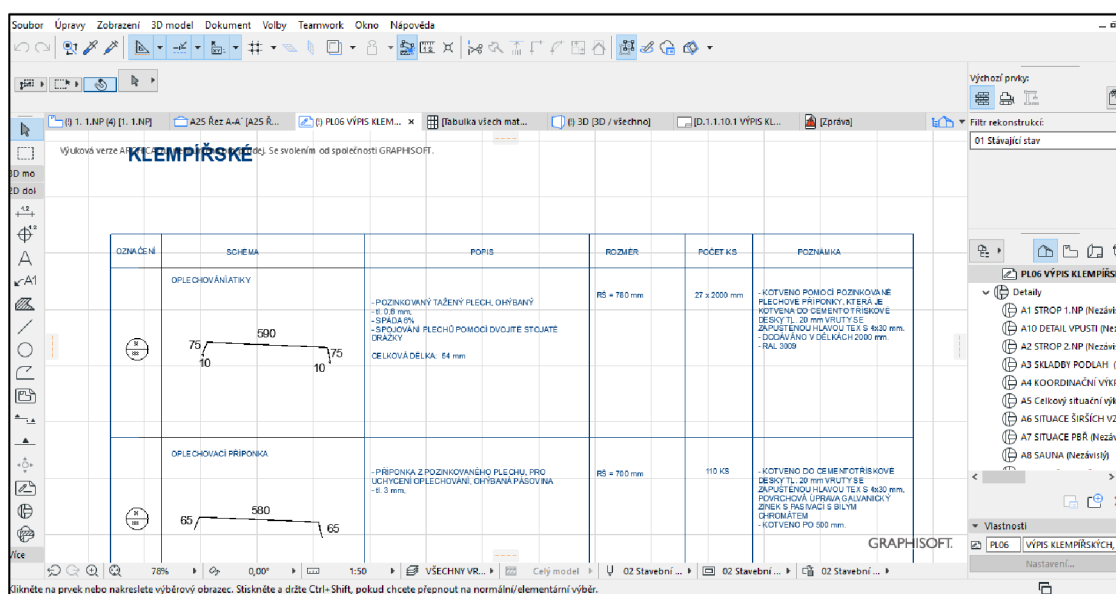 Soubor Úpravy Zobrazení 3D model Dokument Volby Teamwork Okno Nápověda
Výchozí prvky:
(!) 1. 1.NP (4) [1. 1.NP]
A25 Řez A-A' [A25 Ř...
(!) PL06 VÝPIS KLEM...
[Tabulka všech mat...
(!) 3D [3D / všechno]
[D.1.1.10.1 VÝPIS KL...
[Zpráva]
Filtr rekonstrukcí:
01 Stávající stav
Výuková verze
KLEMPÍŘSKÉ
dej. Se svolením od společnosti GRAPHISOFT.
3D mo
2D dol
OZNAČENÍ
SCHEMA
POPIS
ROZMĚR
POČET KS
POZNÁMKA
OPLECHOVÁNÍ ATIKY
590
75
75
10
10
- POZINKOVANÝ TAŽENÝ PLECH, OHÝBANÝ
- tl. 0,6 mm,
- SPÁDA 6%
- SPOJOVÁNÍ PLECHŮ POMOCÍ DVOJITÉ STOJATÉ
DRÁŽKY
CELKOVÁ DÉLKA: 54 mm
RŠ = 780 mm
27 x 2000 mm
- KOTVENO POMOCÍ POZINKOVANÉ
PLECHOVÉ PŘÍPONKY, KTERÁ JE
KOTVENA DO CEMENTOTŘÍSKOVÉ
DESKY TL. 20 mm VRUTY SE
ZAPUŠTĚNOU HLAVOU TEX S 4x30 mm.
- DODÁVÁNO V DÉLKÁCH 2000 mm.
- RAL 3009
OPLECHOVACÍ PŘÍPONKA
580
65
65
- PŘÍPONKA Z POZINKOVANÉHO PLECHU, PRO
UCHYCENÍ OPLECHOVÁNÍ, OHÝBANÁ PÁSOVINA
- tl. 3 mm,
RŠ = 700 mm
110 KS
- KOTVENO DO CEMENTOTŘÍSKOVÉ
DESKY TL. 20 mm VRUTY SE
ZAPUŠTĚNOU HLAVOU TEX S 4x30 mm.
POVRCHOVÁ ÚPRAVA GALVANICKÝ
ZINEK S PASIVACÍ S BÍLÝM
CHROMÁTEM
- KOTVENO PO 500 mm.
GRAPHISOFT.
PL06 VÝPIS KLEMPÍŘS
Detaily
A1 STROP 1.NP (Nezávis
A10 DETAIL VPUSTI (Nez
A2 STROP 2.NP (Nezávi
A3 SKLADBY PODLAH (
A4 KOORDINAČNÍ VÝKR
A5 Celkový situační výk
A6 SITUACE ŠIRŠÍCH VZ
A7 SITUACE PBŘ (Nezáv
A8 SAUNA (Nezávislý)
Vlastnosti
PL06
VÝPIS KLEMPÍŘSKÝCH,
Nastavení...
Více
78%
0,00°
1:50
VŠECHNY VR...
Celý model
02 Stavební ...
02 Stavební ...
02 Stavební ...
Klikněte na prvek nebo nakreslete výběrový obrazec. Stiskněte a držte Ctrl+Shift, pokud chcete přepnout na normální/elementární výběr.